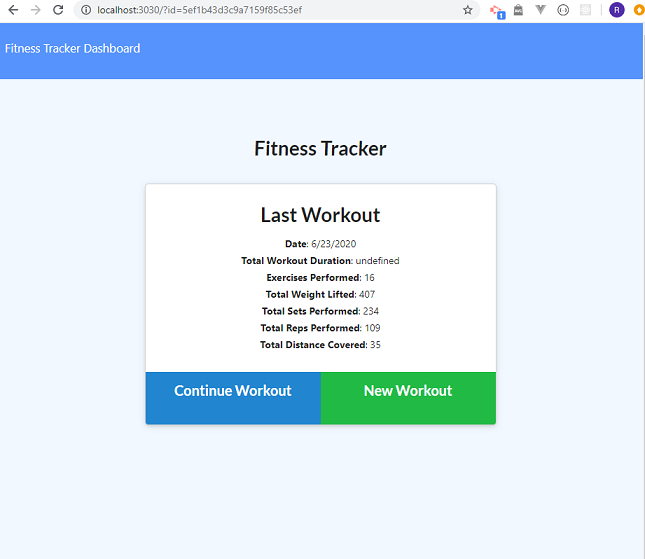 localhost:3030/?id=5ef1b43d3c9a7159f85c53ef
1
R
Fitness Tracker Dashboard
Fitness Tracker
Last Workout
Date: 6/23/2020
Total Workout Duration: undefined
Exercises Performed: 16
Total Weight Lifted: 407
Total Sets Performed: 234
Total Reps Performed: 109
Total Distance Covered: 35
Continue Workout
New Workout